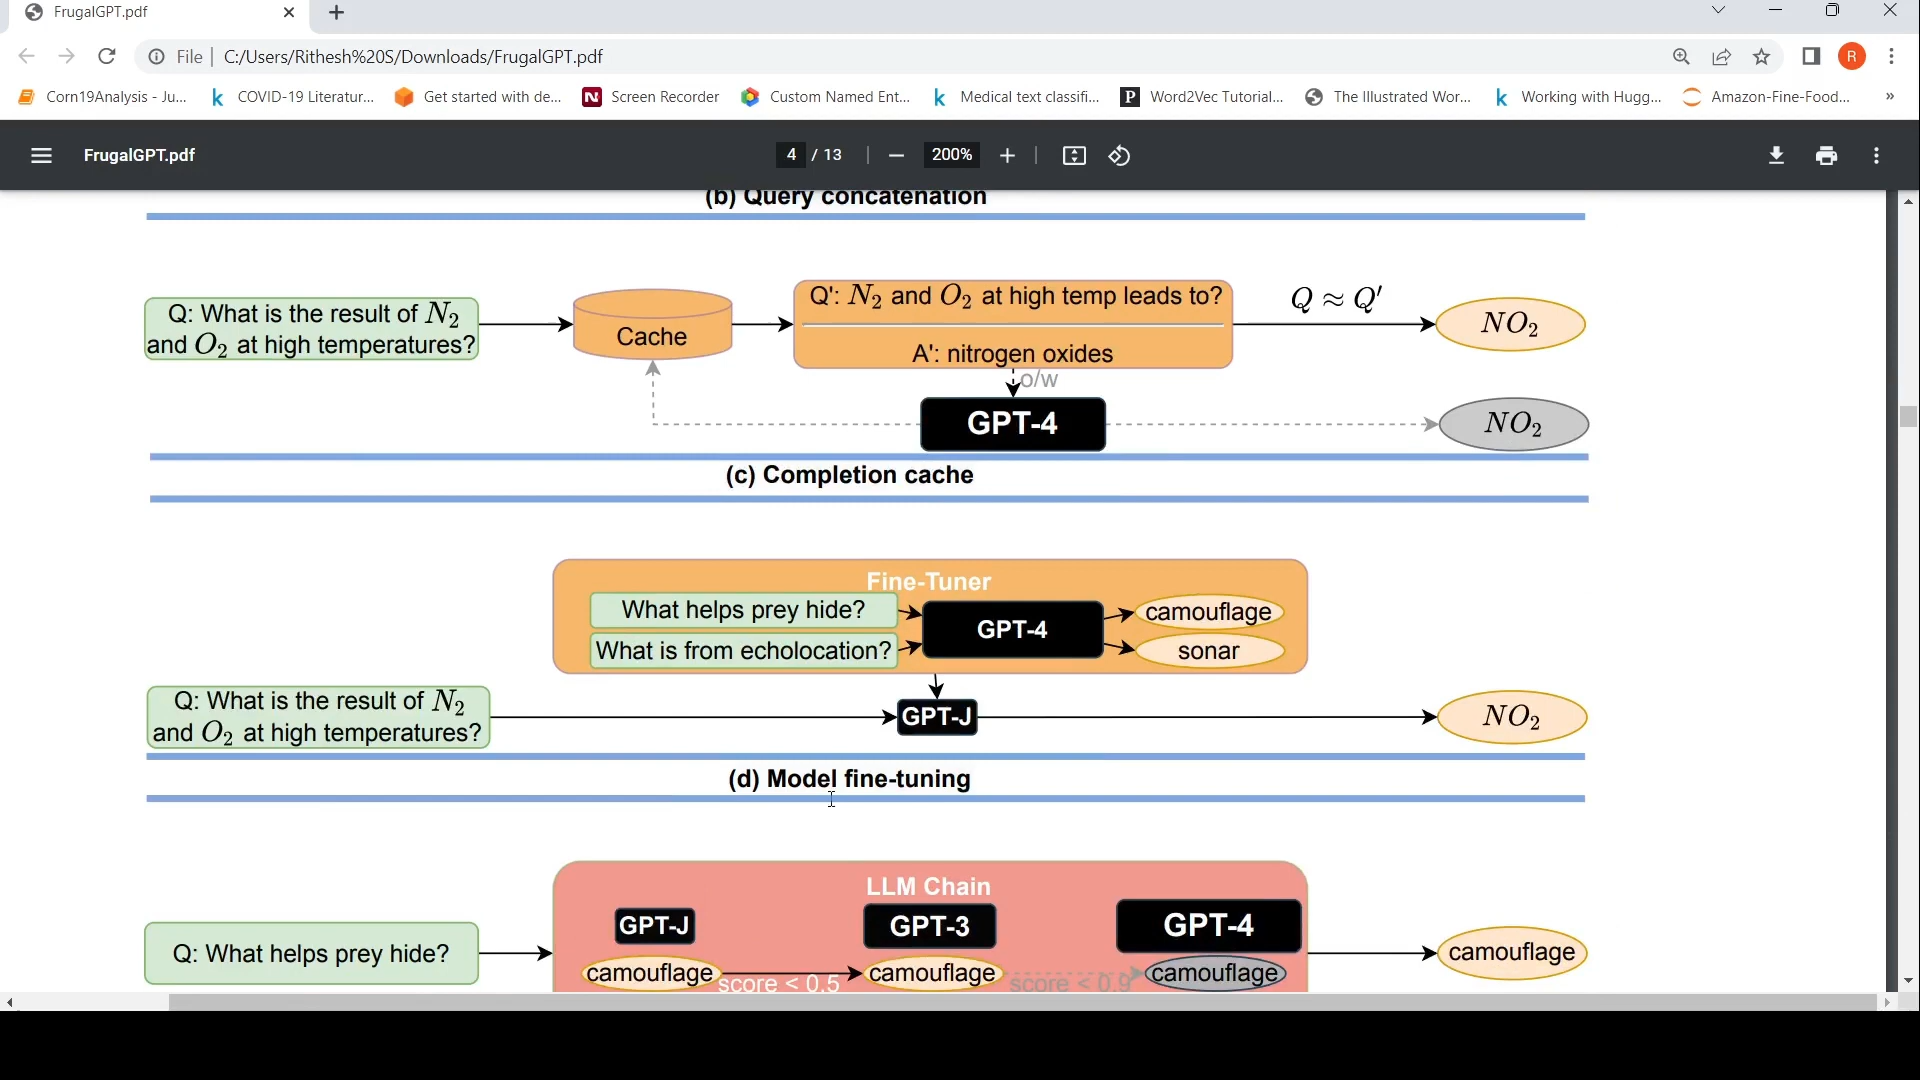 FrugalGPT.pdf
File | C:/Users/Rithesh%20S/Downloads/FrugalGPT.pdf
R
Corn19Analysis - Ju...
COVID-19 Literatur...
Get started with de...
Screen Recorder
Custom Named Ent...
Medical text classifi...
Word2Vec Tutorial...
The Illustrated Wor...
Working with Hugg...
Amazon-Fine-Food...
»
FrugalGPT.pdf
4 / 13
200%
(b) Query concatenation
Q: What is the result of N₂
and O₂ at high temperatures?
Cache
Q': N₂ and O₂ at high temp leads to?
A': nitrogen oxides
Q ≈ Q′
NO₂
o/w
GPT-4
NO₂
(c) Completion cache
Fine-Tuner
What helps prey hide?
What is from echolocation?
GPT-4
camouflage
sonar
Q: What is the result of N₂
and O₂ at high temperatures?
GPT-J
NO₂
(d) Model fine-tuning
LLM Chain
Q: What helps prey hide?
GPT-J
GPT-3
GPT-4
camouflage
score < 0.5
camouflage
score < 0.9
camouflage
camouflage